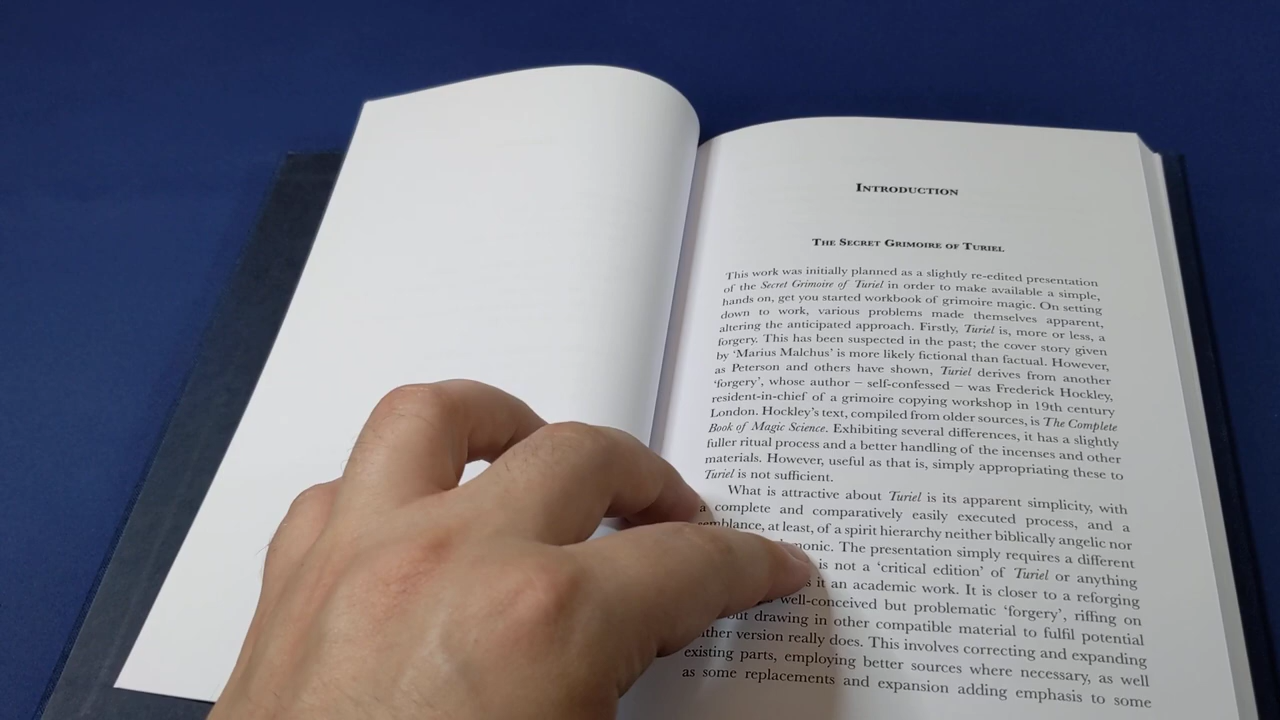 INTRODUCTION
THE SECRET GRIMOIRE OF TURIEL
This work was initially planned as a slightly re-edited presentation
of the Secret Grimoire of Turiel in order to make available a simple,
hands on, get you started workbook of grimoire magic. On setting
down to work, various problems made themselves apparent,
altering the anticipated approach. Firstly, Turiel is, more or less, a
forgery. This has been suspected in the past; the cover story given
by ‘Marius Malchus’ is more likely fictional than factual. However,
as Peterson and others have shown, Turiel derives from another
‘forgery’, whose author – self-confessed – was Frederick Hockley,
resident-in-chief of a grimoire copying workshop in 19th century
London. Hockley’s text, compiled from older sources, is The Complete
Book of Magic Science. Exhibiting several differences, it has a slightly
fuller ritual process and a better handling of the incenses and other
materials. However, useful as that is, simply appropriating these to
Turiel is not sufficient.
What is attractive about Turiel is its apparent simplicity, with
a complete and comparatively easily executed process, and a
semblance, at least, of a spirit hierarchy neither biblically angelic nor
The presentation simply requires a different
is not a ‘critical edition’ of Turiel or anything
it an academic work. It is closer to a reforging
well-conceived but problematic ‘forgery’, riffing on
drawing in other compatible material to fulfil potential
version really does. This involves correcting and expanding
existing parts, employing better sources where necessary, as well
as some replacements and expansion adding emphasis to some